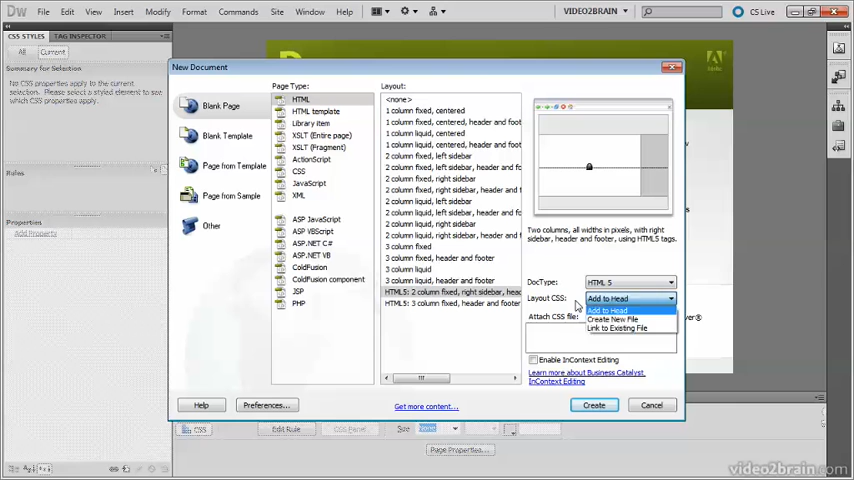 Dw File Edit View Insert Modify Format Commands Site Window Help VIDEO2BRAIN CS Live
CSS STYLES TAG INSPECTOR
All Current
Summary for Selection
No CSS properties apply to the current
selection. Please select a styled element to see
which CSS properties apply.
Rules
Add Property
New Document
Blank Page
Blank Template
Page from Template
Page from Sample
Other
Page Type:
HTML
HTML template
Library item
XSLT (Entire page)
XSLT (Fragment)
ActionScript
CSS
JavaScript
XML
ASP JavaScript
ASP VBScript
ASP.NET C#
ASP.NET VB
ColdFusion
ColdFusion component
JSP
PHP
Layout:
<none>
1 column fixed, centered
1 column fixed, centered, header and foot
1 column liquid, centered
1 column liquid, centered, header and foot
2 column fixed, left sidebar
2 column fixed, left sidebar, header and fo
2 column fixed, right sidebar
2 column fixed, right sidebar, header and f
2 column liquid, left sidebar
2 column liquid, left sidebar, header and f
2 column liquid, right sidebar
2 column liquid, right sidebar, header and
3 column fixed
3 column fixed, header and footer
3 column liquid
3 column liquid, header and footer
HTML5: 2 column fixed, right sidebar, head
HTML5: 3 column fixed, header and footer
Two columns, all widths in pixels, with right
sidebar, header and footer, using HTML5 tags.
DocType: HTML 5
Layout CSS: Add to Head
Add to Head
Create New File
Link to Existing File
Attach CSS file:
Enable InContext Editing
Learn more about Business Catalyst
InContext Editing
Help Preferences... Get more content... Create Cancel
CSS Edit Rule CSS Panel Size None
Page Properties...
video2brain.com
Adobe